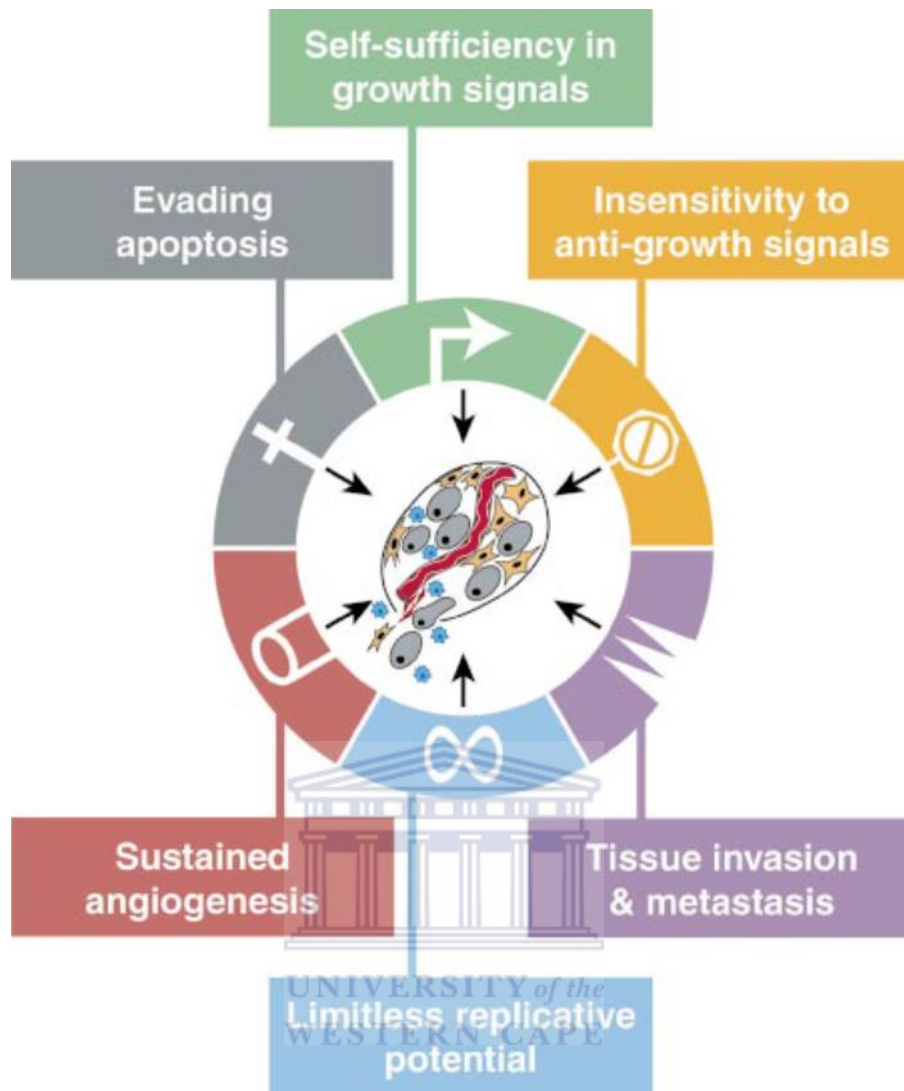 Self-sufficiency in
growth signals
Evading
apoptosis
Insensitivity to
anti-growth signals
Sustained
angiogenesis
Tissue invasion
& metastasis
UNIVERSITY of the
Limitless replicative
WESTERN CAPE
potential